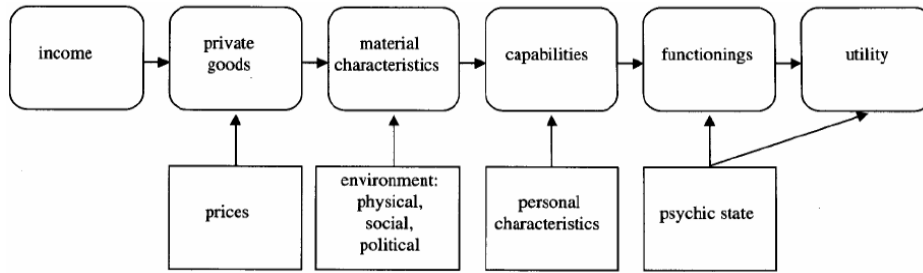 income
private
goods
material
characteristics
capabilities
functionings
utility
prices
environment:
physical,
social,
political
personal
characteristics
psychic state